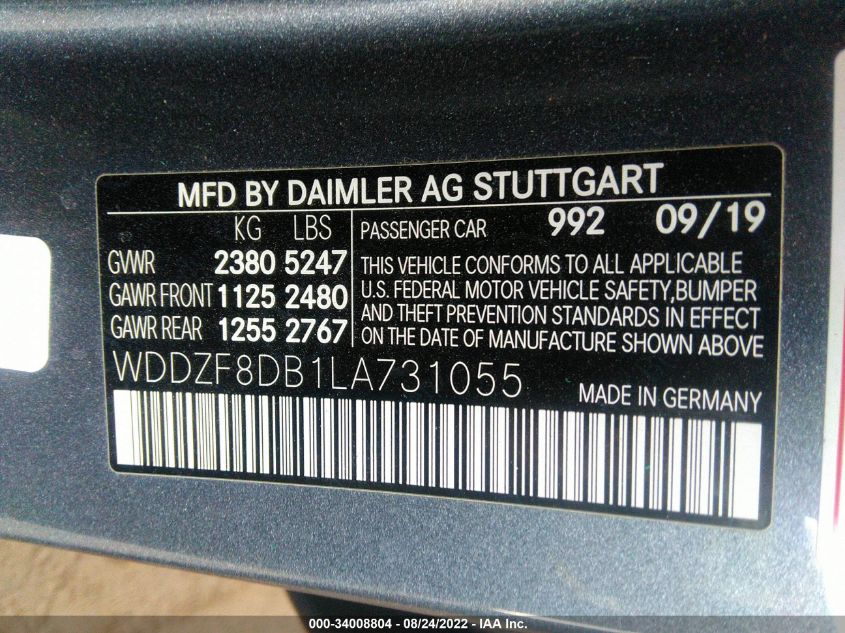 MFD BY DAIMLER AG STUTTGART
KG LBS
GVWR 2380 5247
GAWR FRONT 1125 2480
GAWR REAR 1255 2767
PASSENGER CAR 992 09/19
THIS VEHICLE CONFORMS TO ALL APPLICABLE
U.S. FEDERAL MOTOR VEHICLE SAFETY,BUMPER
AND THEFT PREVENTION STANDARDS IN EFFECT
ON THE DATE OF MANUFACTURE SHOWN ABOVE
WDDZF8DB1LA731055
MADE IN GERMANY
000-34008804 - 08/24/2022 - IAA Inc.